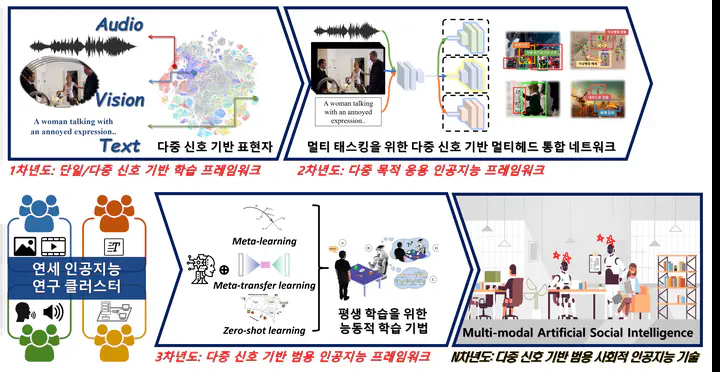 Audio
Vision
A woman talking with
an annoyed expression..
Text
다중 신호 기반 표현자
1차년도: 단일/다중 신호 기반 학습 프레임워크
A woman talking
with an annoyed
expression..
멀티 태스킹을 위한 다중 신호 기반 멀티헤드 통합 네트워크
2차년도: 다중 목적 응용 인공지능 프레임워크
연세 인공지능
연구 클러스터
Meta-learning
Meta-transfer learning
Zero-shot learning
평생 학습을 위한
능동적 학습 기법
3차년도: 다중 신호 기반 범용 인공지능 프레임워크
Multi-modal Artificial Social Intelligence
N차년도: 다중 신호 기반 범용 사회적 인공지능 기술